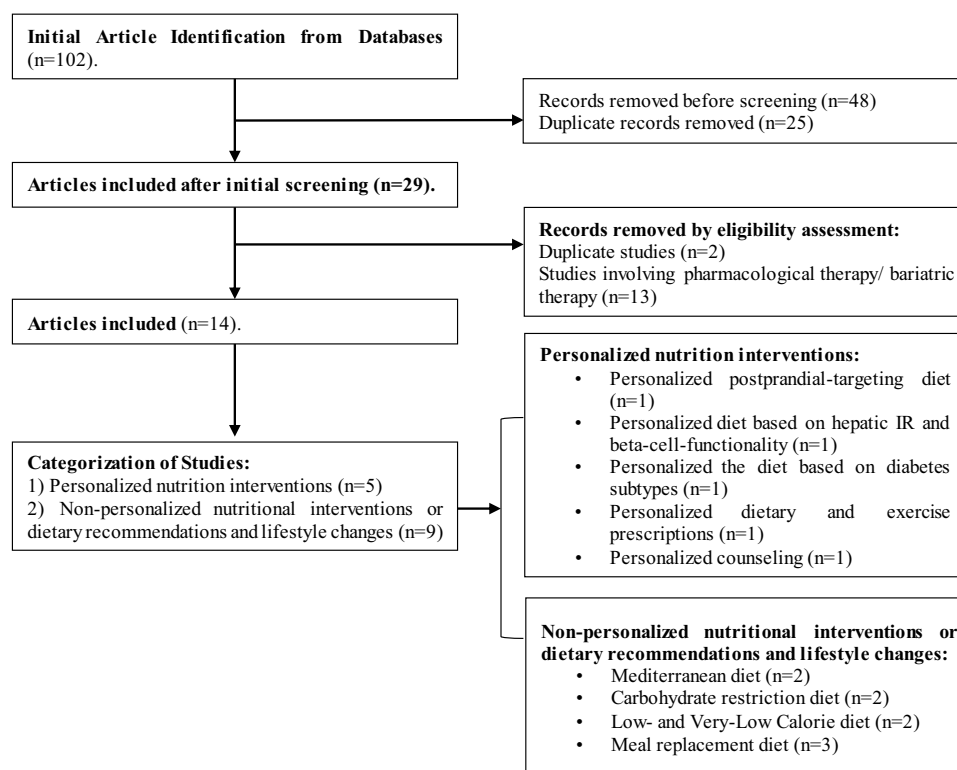 Initial Article Identification from Databases
(n=102).
Records removed before screening (n=48)
Duplicate records removed (n=25)
Articles included after initial screening (n=29).
Records removed by eligibility assessment:
Duplicate studies (n=2)
Studies involving pharmacological therapy/ bariatric
therapy (n=13)
Articles included (n=14).
Personalized nutrition interventions:
• Personalized postprandial-targeting diet
(n=1)
• Personalized diet based on hepatic IR and
beta-cell-functionality (n=1)
• Personalized the diet based on diabetes
subtypes (n=1)
• Personalized dietary and exercise
prescriptions (n=1)
• Personalized counseling (n=1)
Categorization of Studies:
1) Personalized nutrition interventions (n=5)
2) Non-personalized nutritional interventions or
dietary recommendations and lifestyle changes (n=9)
Non-personalized nutritional interventions or
dietary recommendations and lifestyle changes:
• Mediterranean diet (n=2)
• Carbohydrate restriction diet (n=2)
• Low- and Very-Low Calorie diet (n=2)
• Meal replacement diet (n=3)